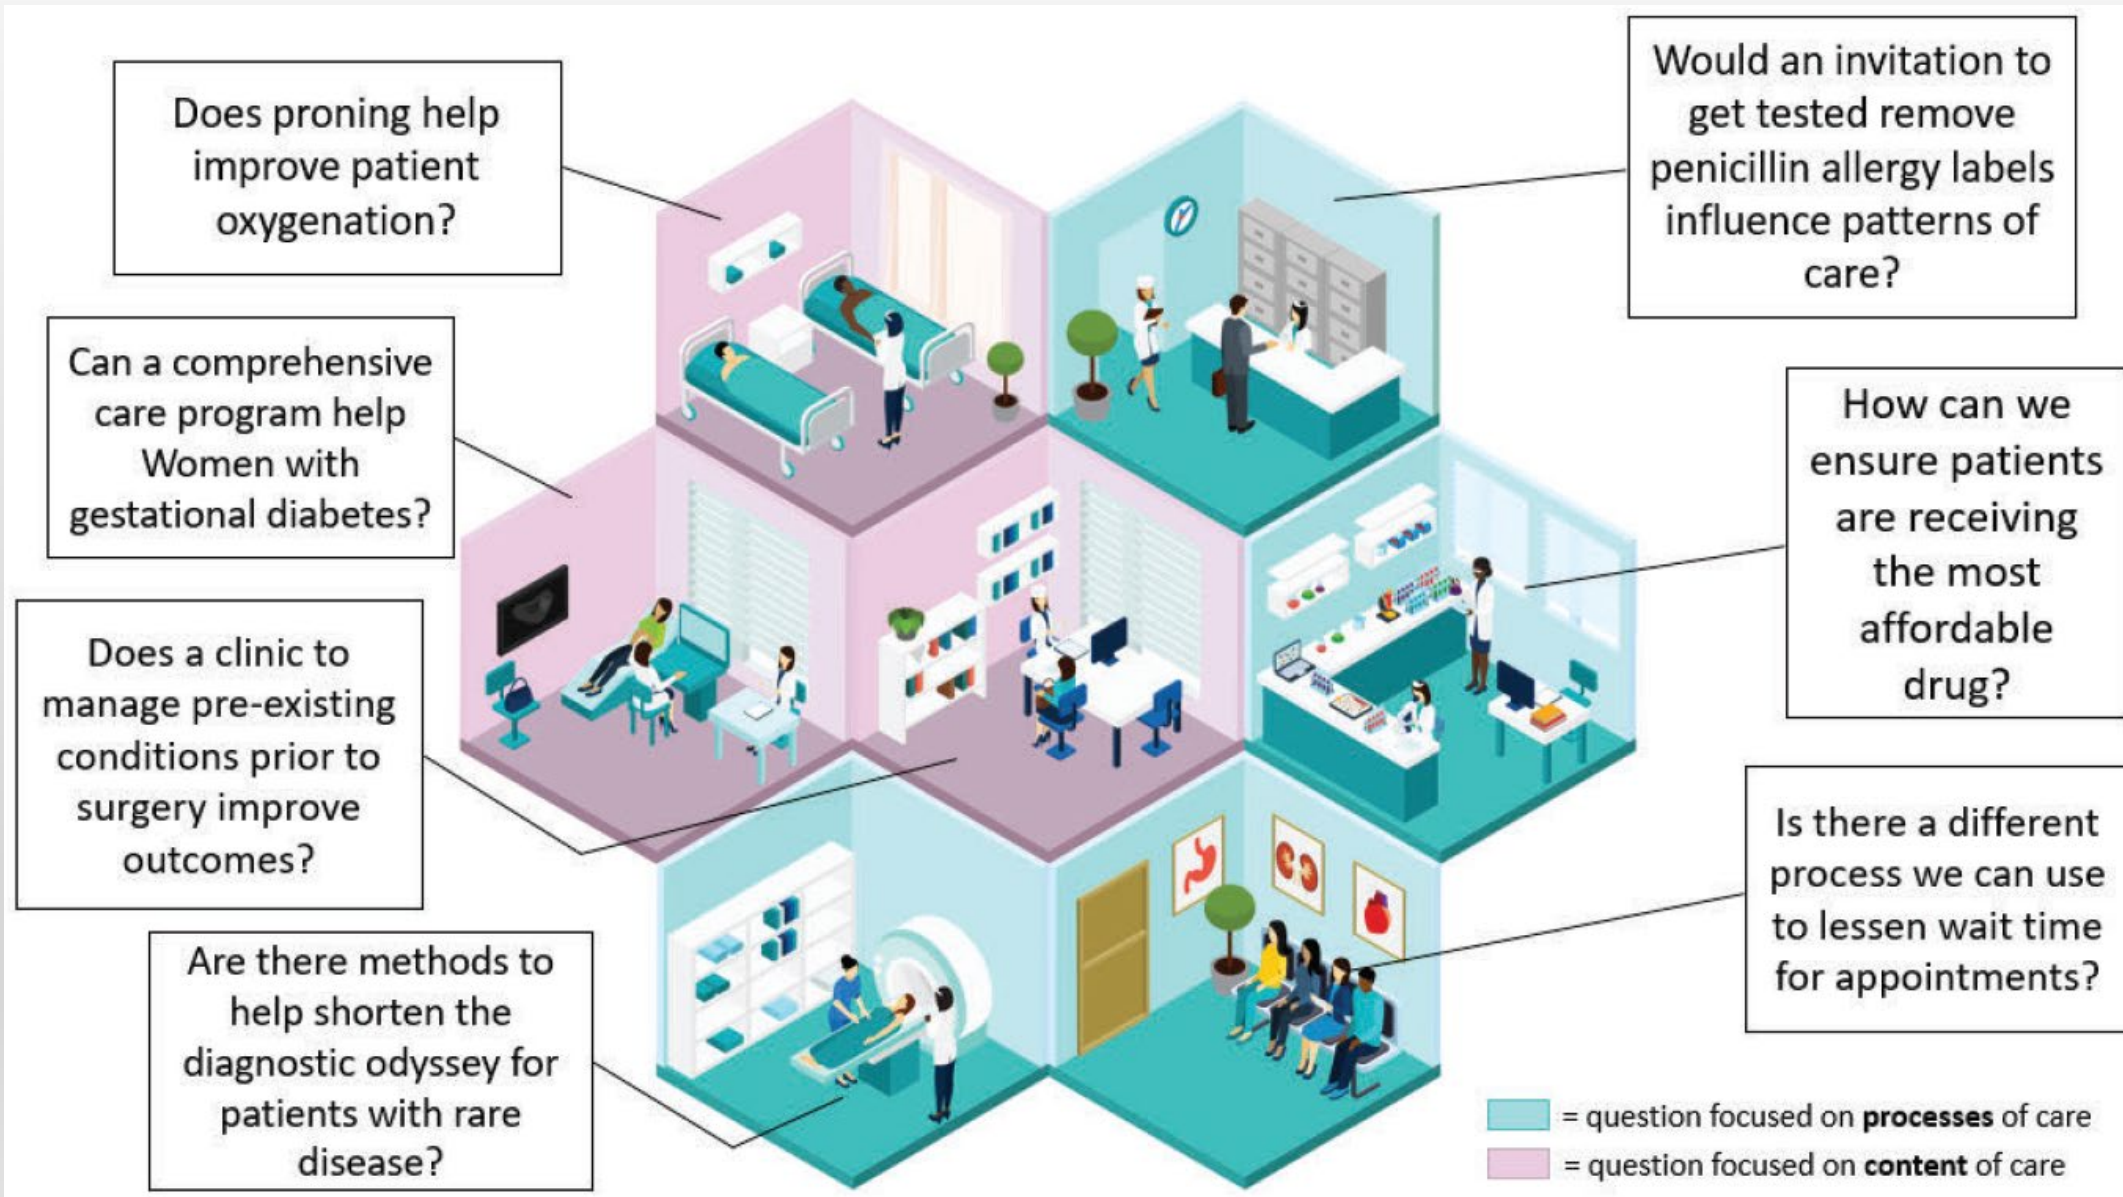 Does proning help
improve patient
oxygenation?
Would an invitation to
get tested remove
penicillin allergy labels
influence patterns of
care?
Can a comprehensive
care program help
Women with
gestational diabetes?
How can we
ensure patients
are receiving
the most
affordable
drug?
Does a clinic to
manage pre-existing
conditions prior to
surgery improve
outcomes?
Is there a different
process we can use
to lessen wait time
for appointments?
Are there methods to
help shorten the
diagnostic odyssey for
patients with rare
disease?
= question focused on processes of care
= question focused on content of care